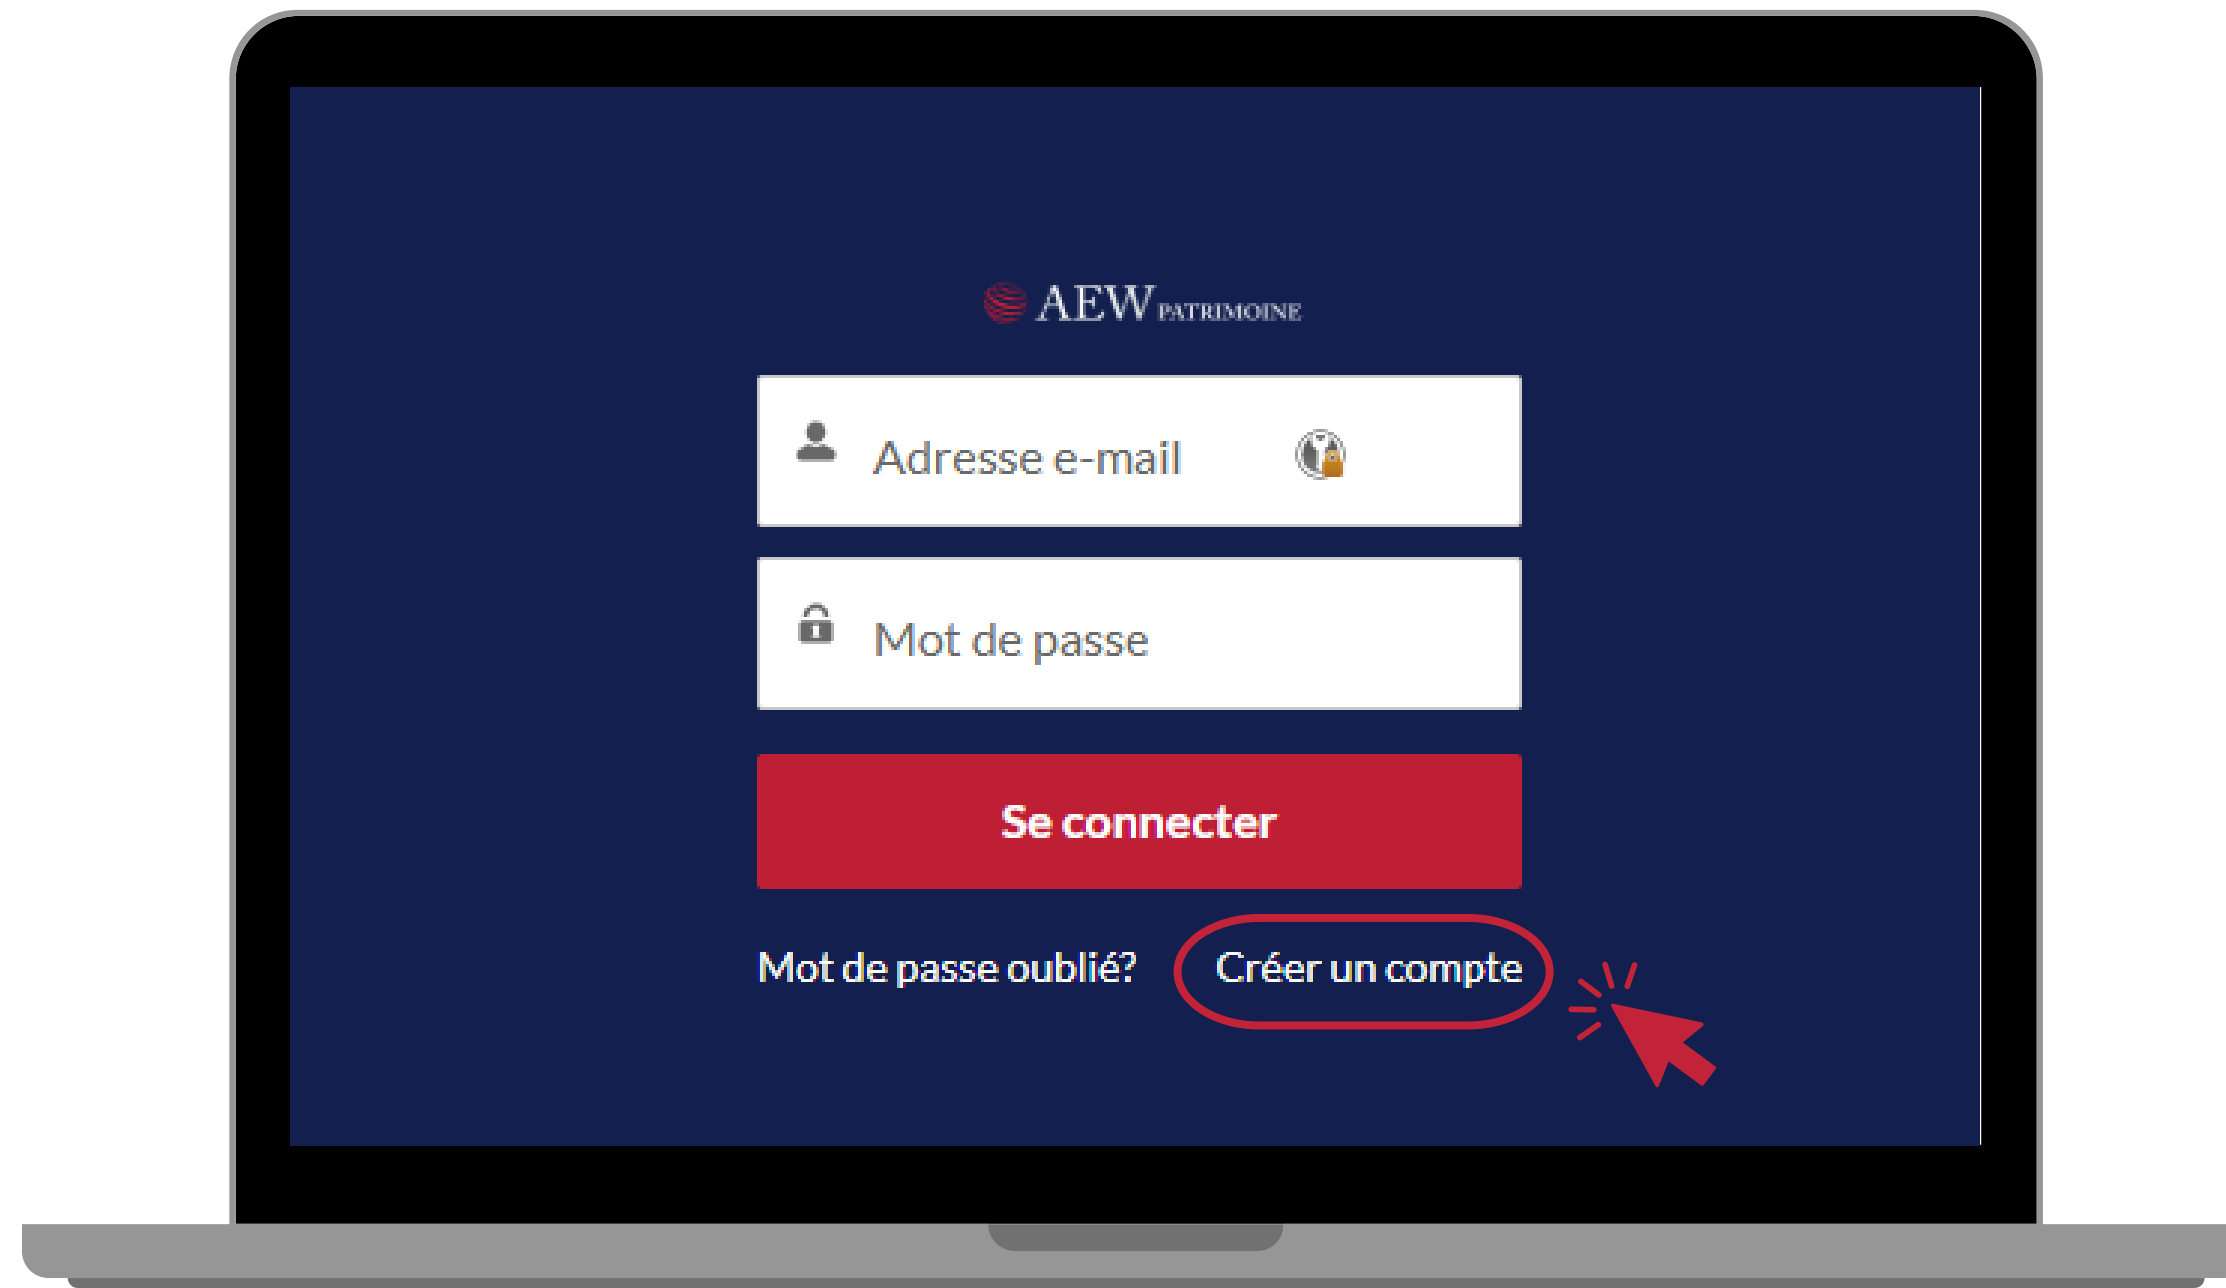 AEW PATRIMOINE
Adresse e-mail
Mot de passe
Se connecter
Mot de passe oublié? Créer un compte